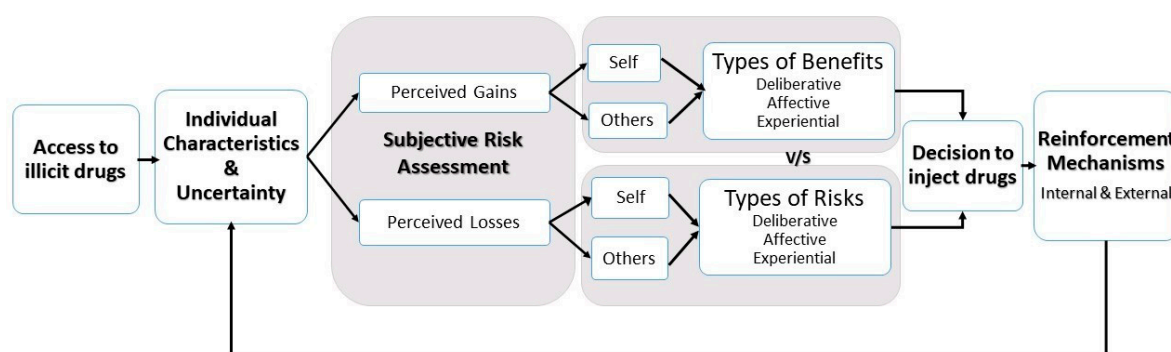 Access to
illicit drugs
Individual
Characteristics
&
Uncertainty
Perceived Gains
Subjective Risk
Assessment
Perceived Losses
Self
Others
Types of Benefits
Deliberative
Affective
Experiential
v/s
Self
Others
Types of Risks
Deliberative
Affective
Experiential
Decision to
inject drugs
Reinforcement
Mechanisms
Internal & External